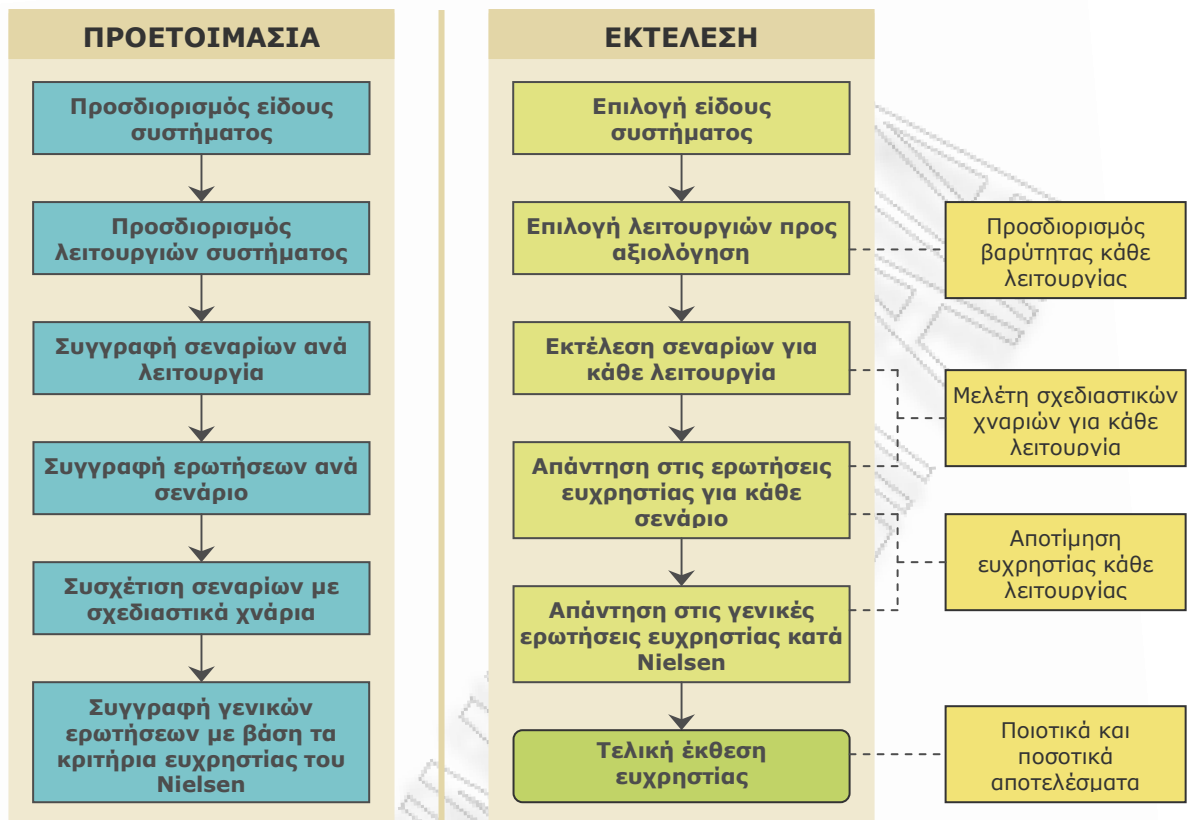 ΠΡΟΕΤΟΙΜΑΣΙΑ
Προσδιορισμός είδους
συστήματος
Προσδιορισμός
λειτουργιών συστήματος
Συγγραφή σεναρίων ανά
λειτουργία
Συγγραφή ερωτήσεων ανά
σενάριο
Συσχέτιση σεναρίων με
σχεδιαστικά χνάρια
Συγγραφή γενικών
ερωτήσεων με βάση τα
κριτήρια ευχρηστίας του
Nielsen
ΕΚΤΕΛΕΣΗ
Επιλογή είδους
συστήματος
Επιλογή λειτουργιών προς
αξιολόγηση
Εκτέλεση σεναρίων για
κάθε λειτουργία
Απάντηση στις ερωτήσεις
ευχρηστίας για κάθε
σενάριο
Απάντηση στις γενικές
ερωτήσεις ευχρηστίας κατά
Nielsen
Τελική έκθεση
ευχρηστίας
Προσδιορισμός
βαρύτητας κάθε
λειτουργίας
Μελέτη σχεδιαστικών
χναριών για κάθε
λειτουργία
Αποτίμηση
ευχρηστίας κάθε
λειτουργίας
Ποιοτικά και
ποσοτικά
αποτελέσματα